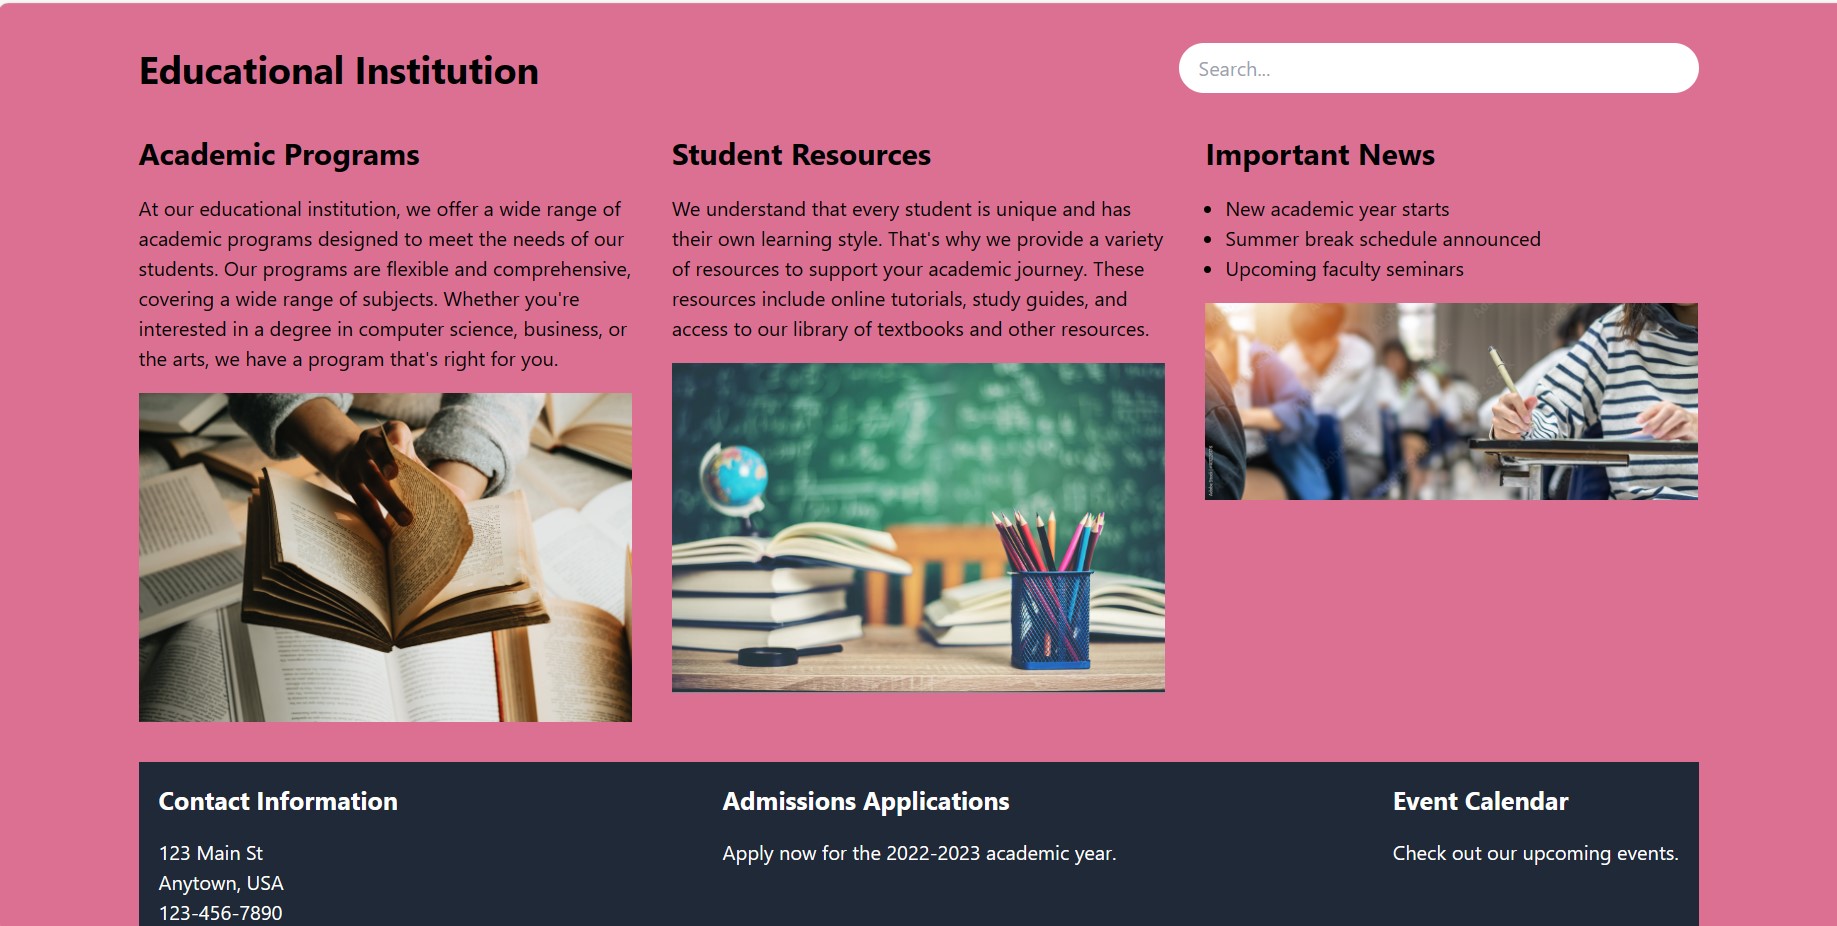 Educational Institution
Search...
Academic Programs
At our educational institution, we offer a wide range of
academic programs designed to meet the needs of our
students. Our programs are flexible and comprehensive,
covering a wide range of subjects. Whether you're
interested in a degree in computer science, business, or
the arts, we have a program that's right for you.
Student Resources
We understand that every student is unique and has
their own learning style. That's why we provide a variety
of resources to support your academic journey. These
resources include online tutorials, study guides, and
access to our library of textbooks and other resources.
Important News
New academic year starts
Summer break schedule announced
Upcoming faculty seminars
Contact Information
123 Main St
Anytown, USA
123-456-7890
Admissions Applications
Apply now for the 2022-2023 academic year.
Event Calendar
Check out our upcoming events.